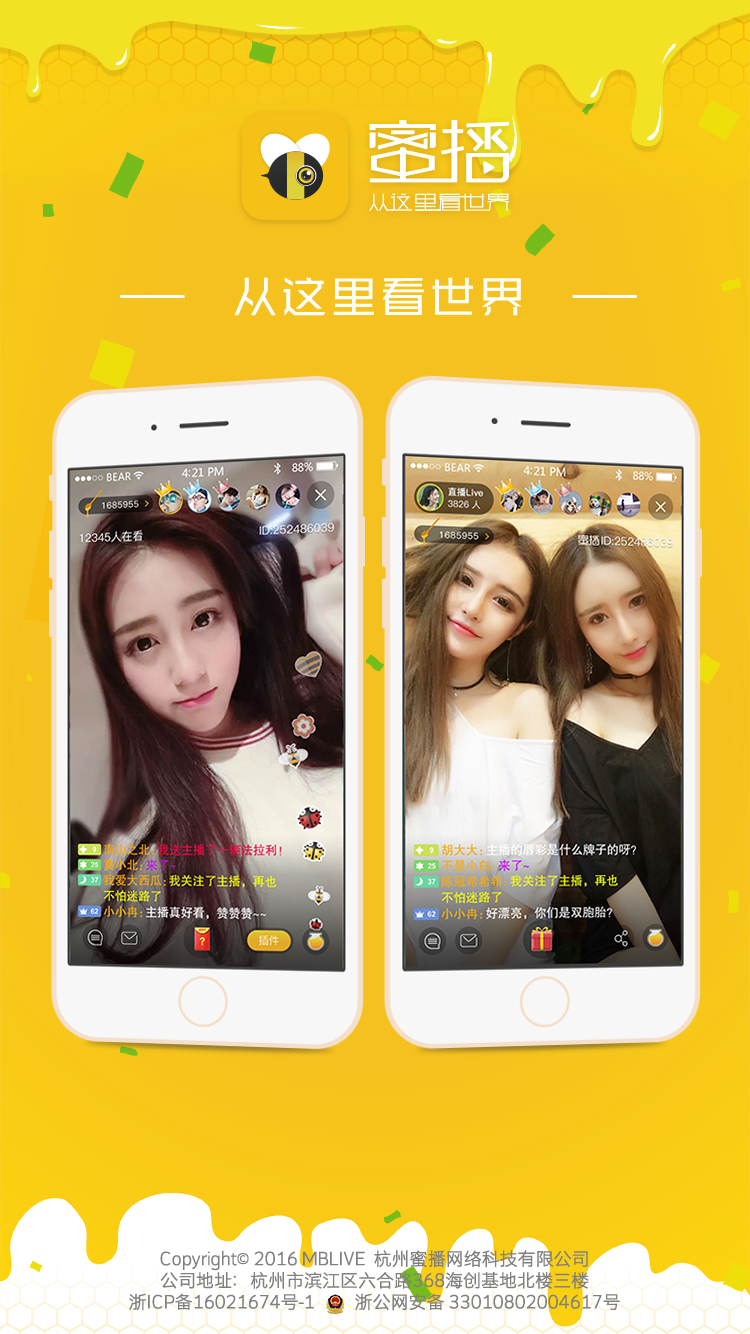 蜜播
从这里看世界
从这里看世界
BEAR 4:21 PM 88%
1685955
12345人在看
ID:252486039
9 南山之北: 我送主播了一辆法拉利!
25 莫小北: 来了~
37 我爱大西瓜: 我关注了主播，再也
不怕迷路了
62 小小冉: 主播真好看，赞赞赞~~
插件
BEAR 4:21 PM 88%
直播Live
3826 人
1685955
蜜播ID:252486039
9 胡大大: 主播的唇彩是什么牌子的呀?
25 不是小白: 来了~
37 陈冠希希希: 我关注了主播，再也
不怕迷路了
62 小小冉: 好漂亮，你们是双胞胎?
Copyright© 2016 MBLIVE 杭州蜜播网络科技有限公司
公司地址: 杭州市滨江区六合路368海创基地北楼三楼
浙ICP备16021674号-1 浙公网安备 33010802004617号